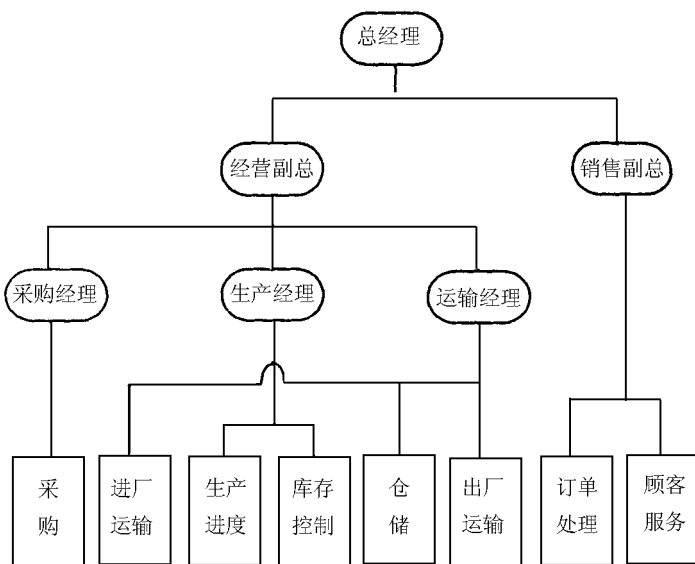 总经理
经营副总
销售副总
采购经理
生产经理
运输经理
采
购
进厂
运输
生产
进度
库存
控制
仓
储
出厂
运输
订单
处理
顾客
服务